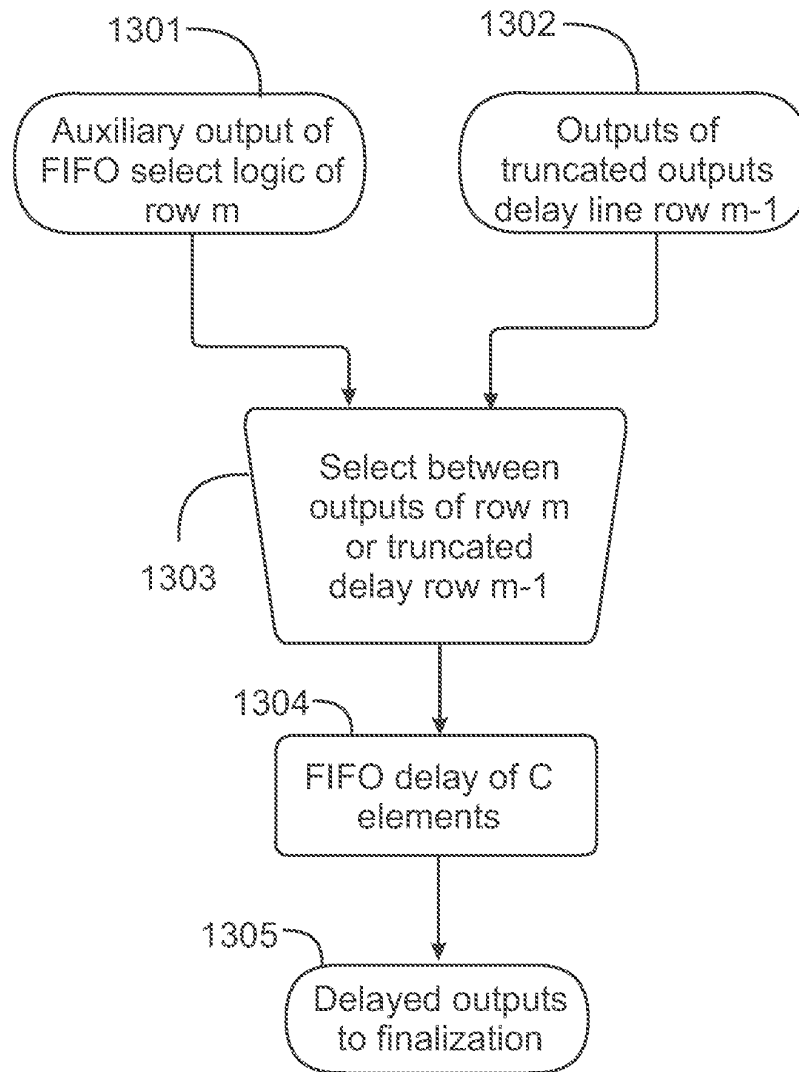 1301
1302
Auxiliary output of
FIFO select logic of
row m
Outputs of
truncated outputs
delay line row m-1
Select between
outputs of row m
or truncated
delay row m-1
1303
1304
FIFO delay of C
elements
1305
Delayed outputs
to finalization